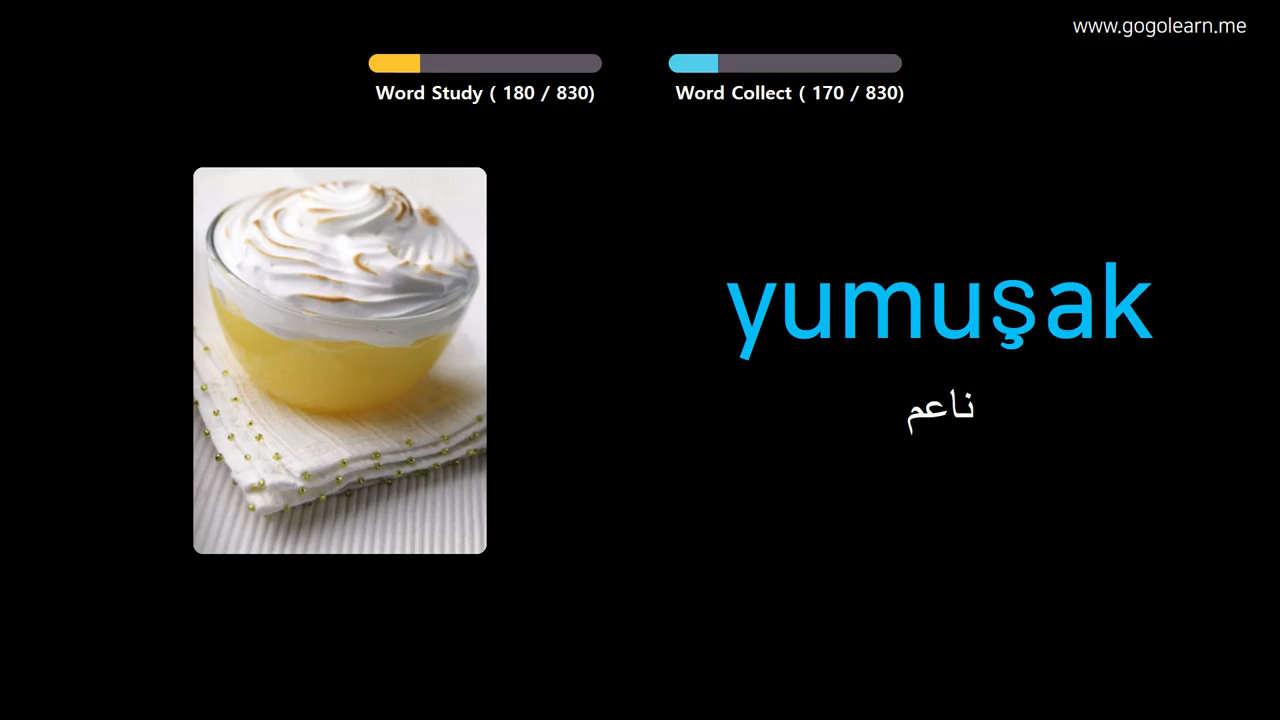 www.gogolearn.me
Word Study ( 180 / 830)
Word Collect ( 170 / 830)
yumuşak
ناعم